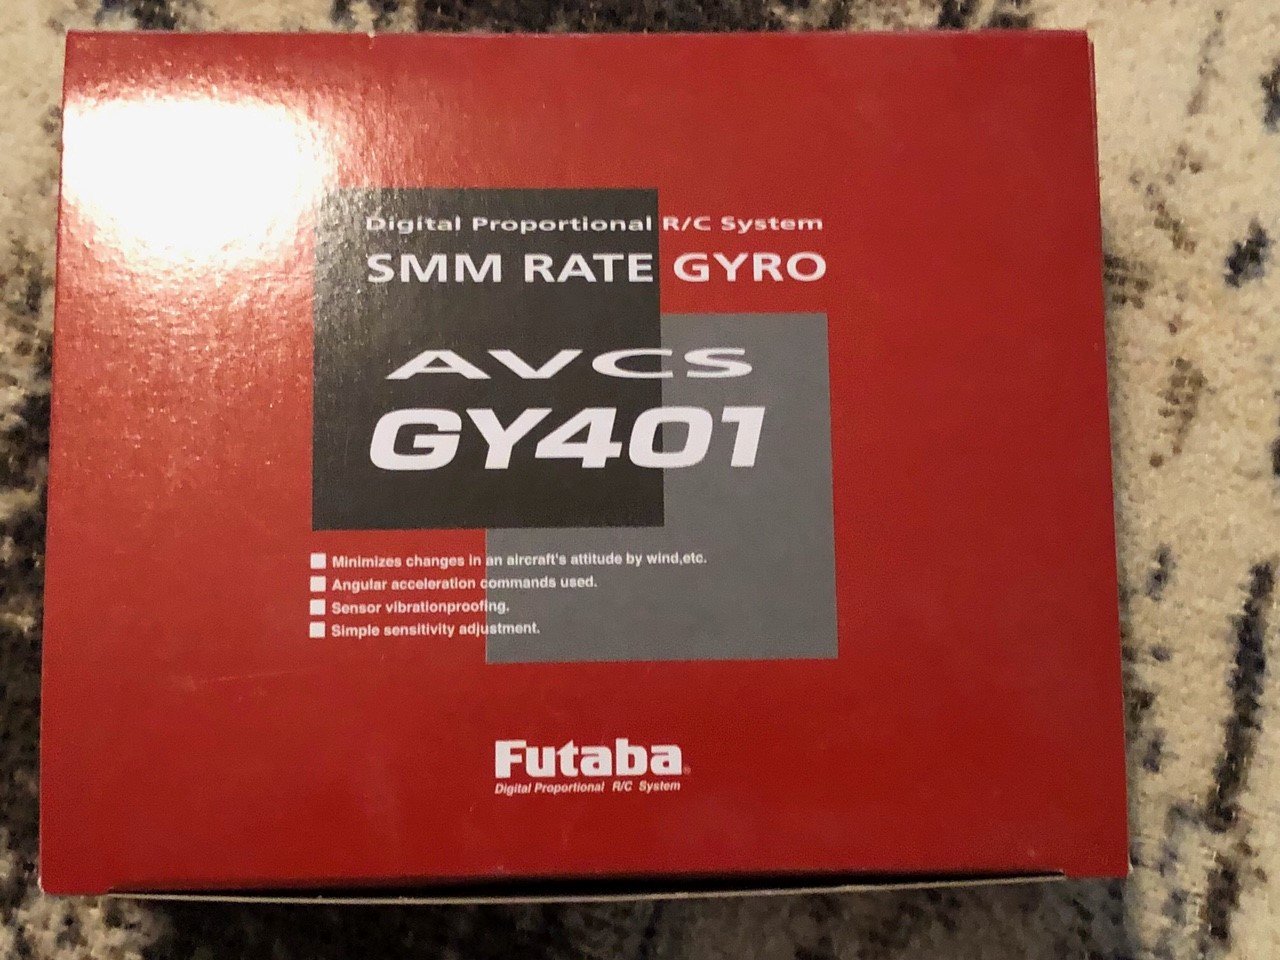 Digital Proportional R/C System
SMM RATE GYRO
AVCS
GY401
Minimizes changes in an aircraft's attitude by wind,etc.
Angular acceleration commands used.
Sensor vibrationproofing.
Simple sensitivity adjustment.
Futaba®
Digital Proportional R/C System